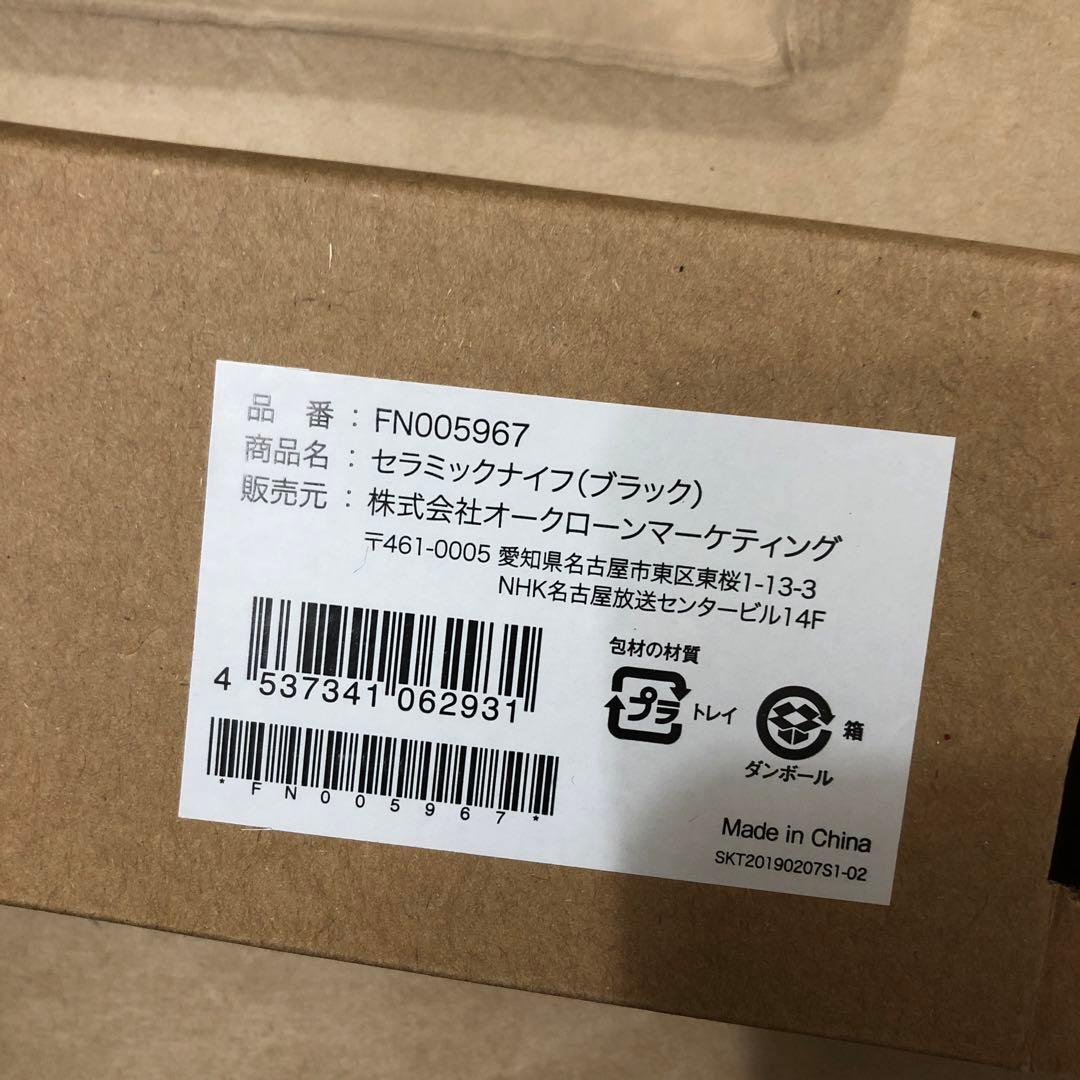 品 番：FN005967
商品名：セラミックナイフ(ブラック)
販売元：株式会社オークローンマーケティング
〒461-0005 愛知県名古屋市東区東桜1-13-3
NHK名古屋放送センタービル14F
包材の材質
プラ トレイ
箱
ダンボール
4 537341 062931
*FN005967*
Made in China
SKT20190207S1-02